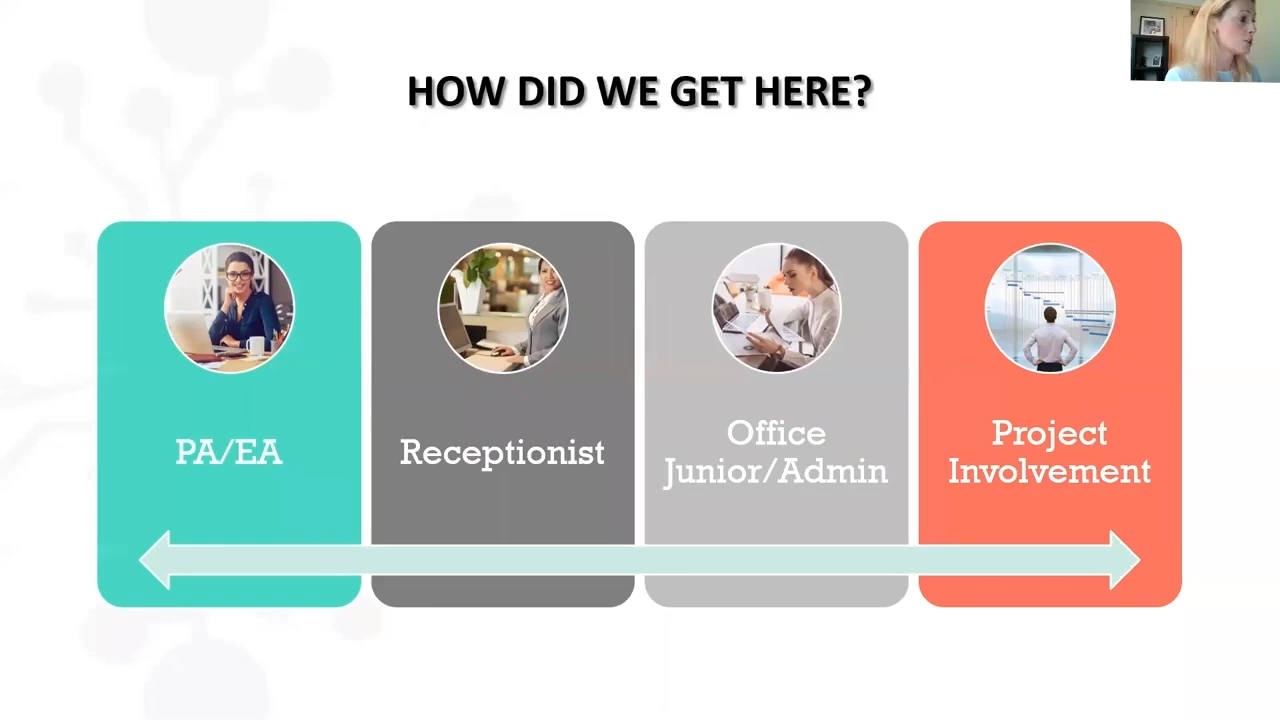 HOW DID WE GET HERE?
PA/EA
Receptionist
Office
Junior/Admin
Project
Involvement